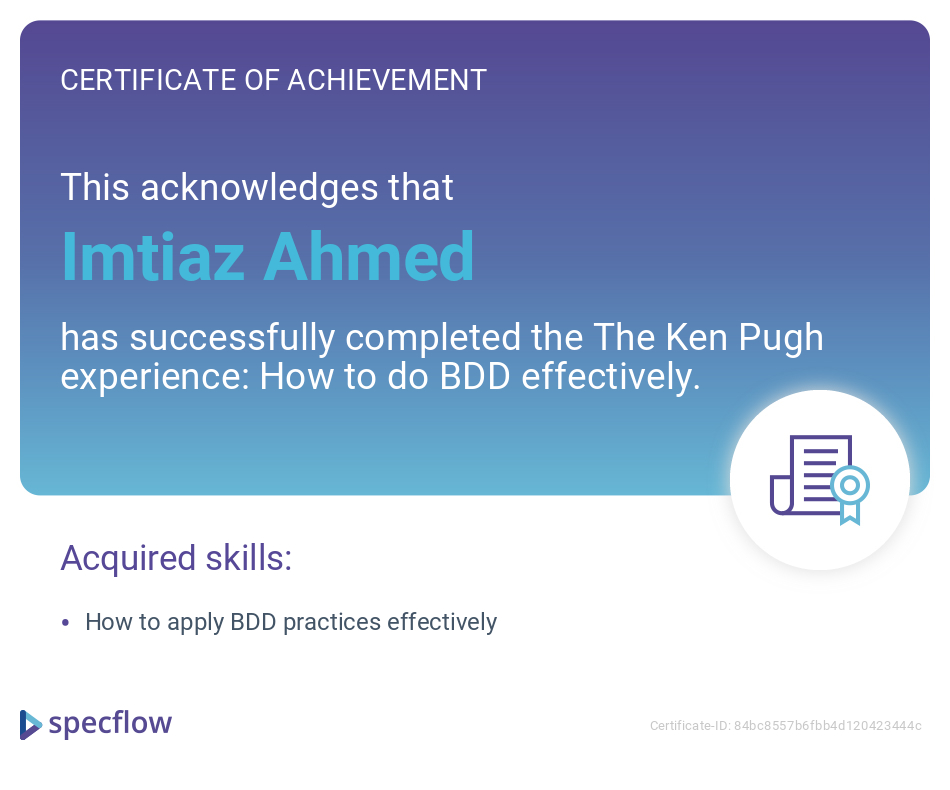 CERTIFICATE OF ACHIEVEMENT
This acknowledges that
Imtiaz Ahmed
has successfully completed the The Ken Pugh
experience: How to do BDD effectively.
Acquired skills:
• How to apply BDD practices effectively
specflow
Certificate-ID: 84bc8557b6fbb4d120423444c